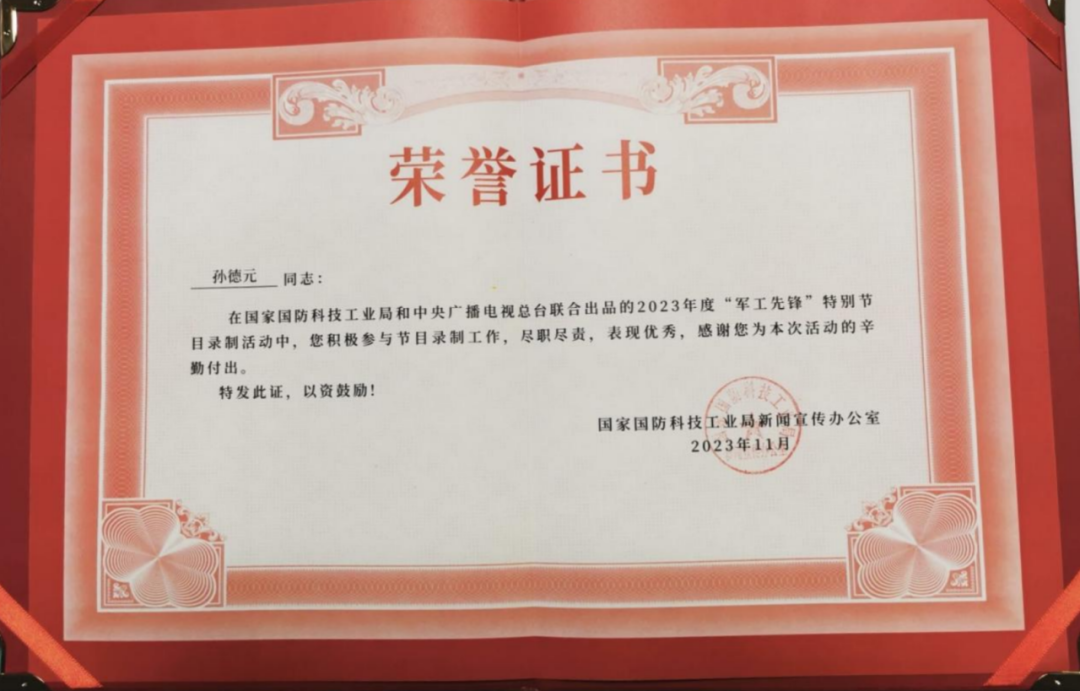 荣誉证书
孙德元 同志：
在国家国防科技工业局和中央广播电视总台联合出品的2023年度“军工先锋”特别节
目录制活动中，您积极参与节目录制工作，尽职尽责，表现优秀，感谢您为本次活动的辛
勤付出。
特发此证，以资鼓励！
国家国防科技工业局新闻宣传办公室
2023年11月